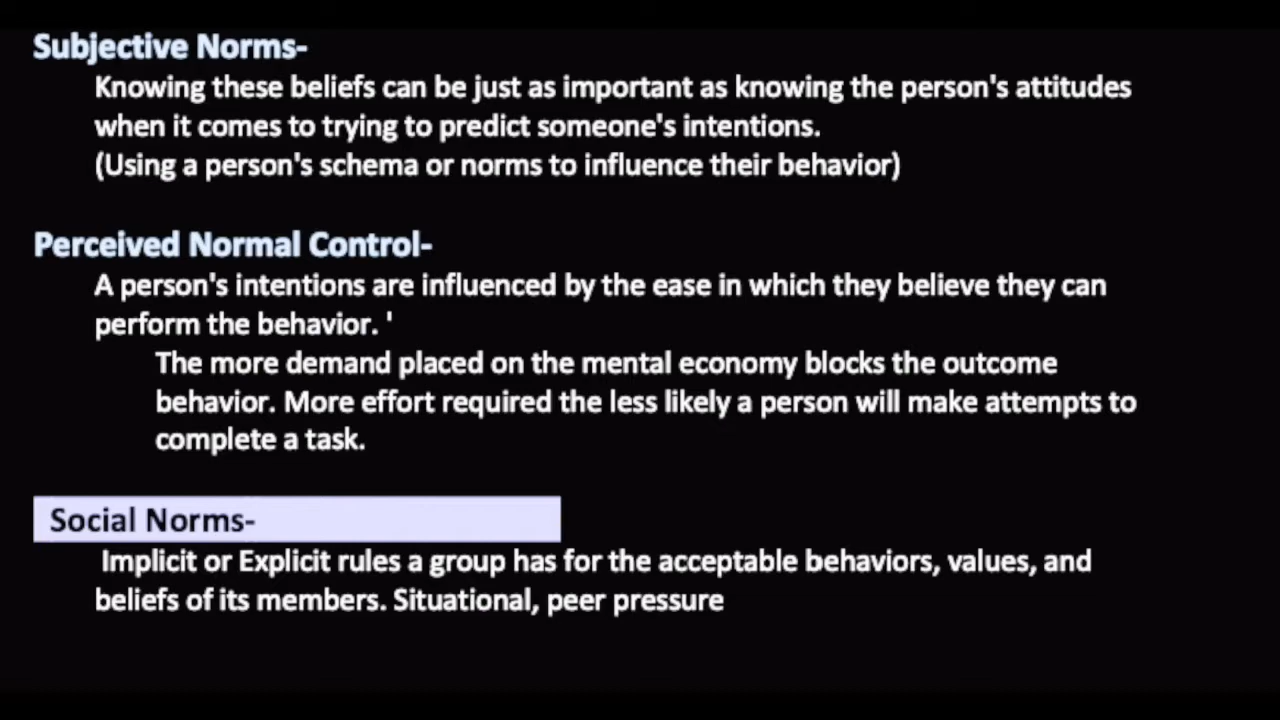 Subjective Norms-
Knowing these beliefs can be just as important as knowing the person's attitudes
when it comes to trying to predict someone's intentions.
(Using a person's schema or norms to influence their behavior)
Perceived Normal Control-
A person's intentions are influenced by the ease in which they believe they can
perform the behavior. '
The more demand placed on the mental economy blocks the outcome
behavior. More effort required the less likely a person will make attempts to
complete a task.
Social Norms-
Implicit or Explicit rules a group has for the acceptable behaviors, values, and
beliefs of its members. Situational, peer pressure